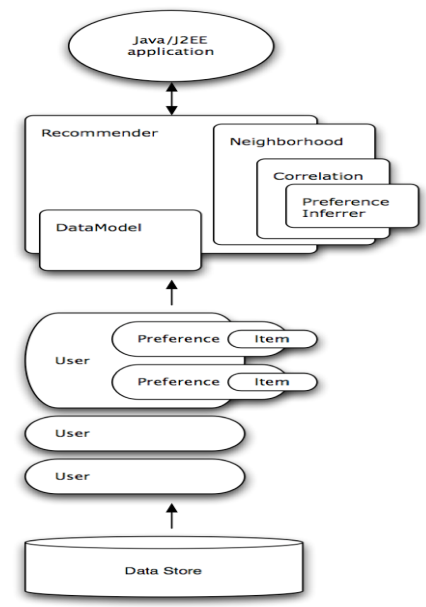 Java/J2EE
application
Recommender
Neighborhood
Correlation
Preference
Inferrer
DataModel
User
Preference
Item
Preference
Item
User
User
Data Store